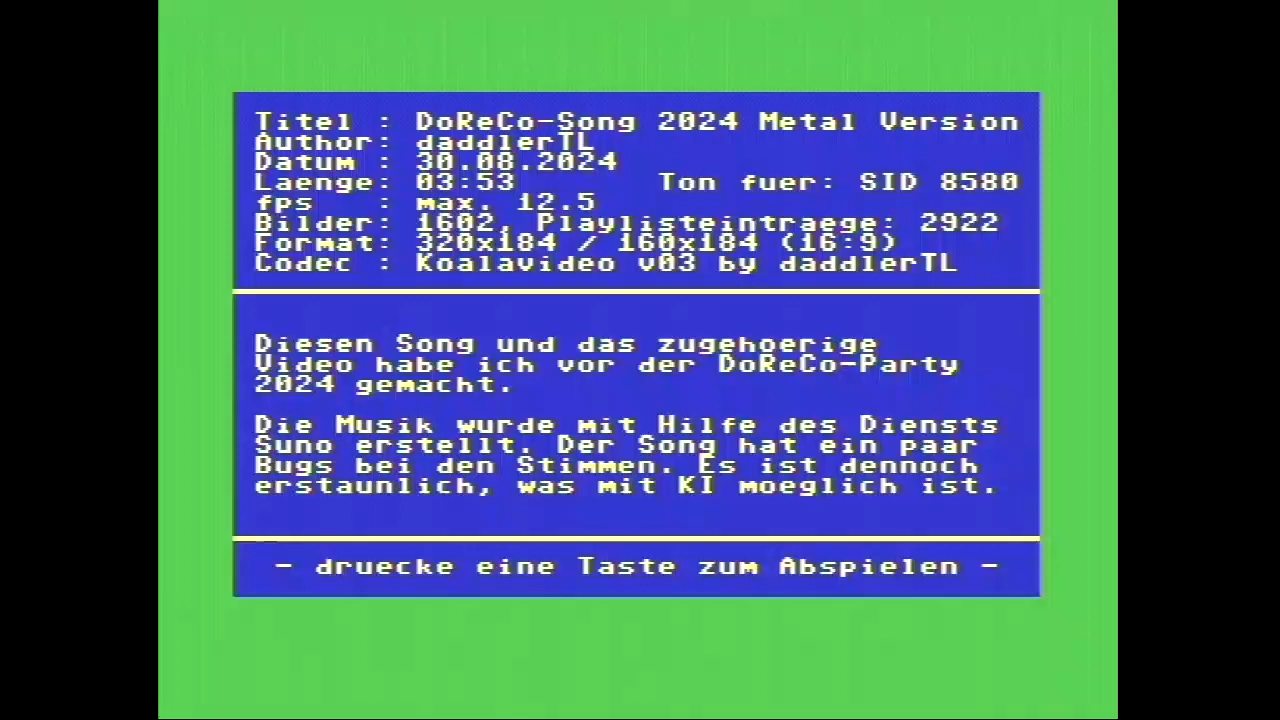 Titel : DoReCo-Song 2024 Metal Version
Author: daddlerTL
Datum : 30.08.2024
Laenge: 03:53 Ton fuer: SID 8580
fps : max. 12.5
Bilder: 1602, Playlisteintraege: 2922
Format: 320x184 / 160x184 (16:9)
Codec : Koalavideo v03 by daddlerTL
Diesen Song und das zugehoerige
Video habe ich vor der DoReCo-Party
2024 gemacht.
Die Musik wurde mit Hilfe des Diensts
Suno erstellt. Der Song hat ein paar
Bugs bei den Stimmen. Es ist dennoch
erstaunlich, was mit KI moeglich ist.
- druecke eine Taste zum Abspielen -